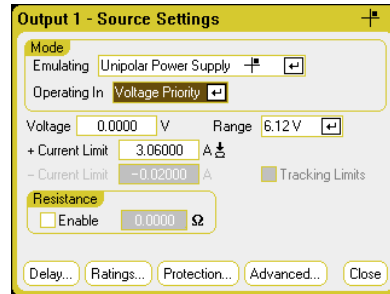 Output 1 - Source Settings
Mode
Emulating Unipolar Power Supply
Operating In Voltage Priority
Voltage 0.0000 V Range 6.12 V
+ Current Limit 3.06000 A
- Current Limit -0.02000 A Tracking Limits
Resistance
Enable 0.0000 Ω
Delay... Ratings... Protection... Advanced... Close